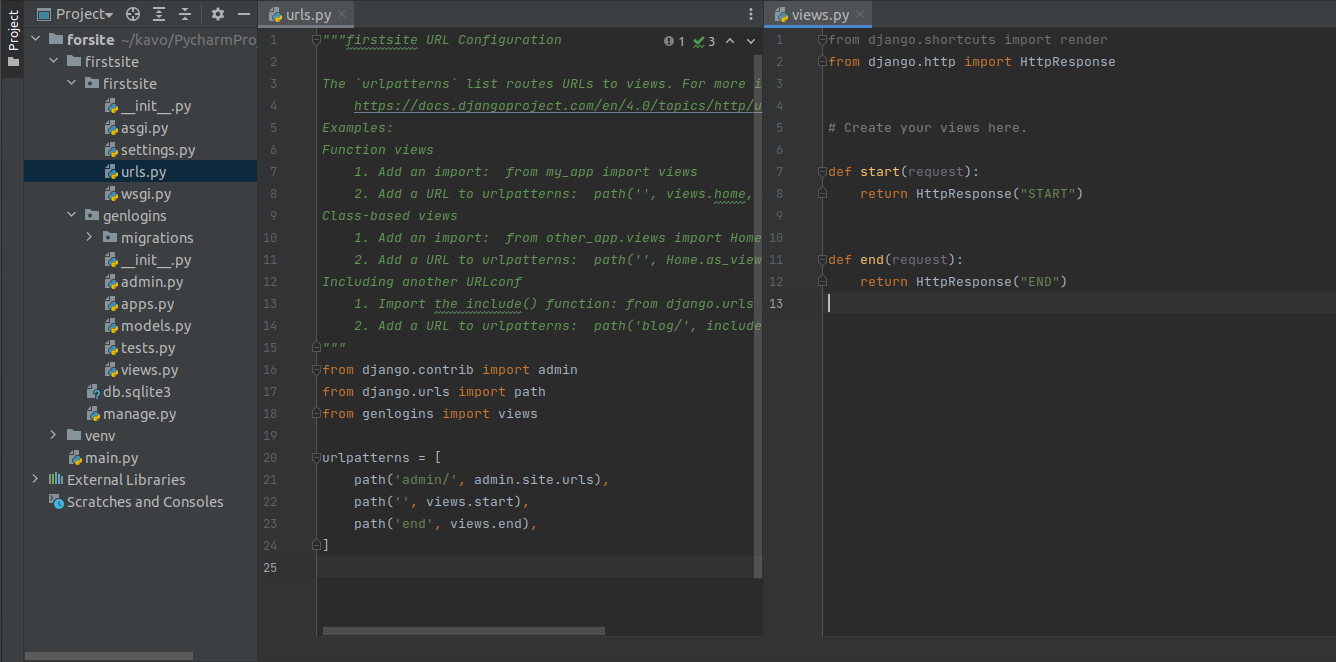 Project
Project
forsite ~/kavo/PycharmPro
firstsite
firstsite
__init__.py
asgi.py
settings.py
urls.py
wsgi.py
genlogins
migrations
__init__.py
admin.py
apps.py
models.py
tests.py
views.py
db.sqlite3
manage.py
venv
main.py
External Libraries
Scratches and Consoles
urls.py
1 3
1 """firstsite URL Configuration
2
3 The `urlpatterns` list routes URLs to views. For more i
4     https://docs.djangoproject.com/en/4.0/topics/http/u
5 Examples:
6 Function views
7     1. Add an import:  from my_app import views
8     2. Add a URL to urlpatterns:  path('', views.home,
9 Class-based views
10     1. Add an import:  from other_app.views import Home
11     2. Add a URL to urlpatterns:  path('', Home.as_view
12 Including another URLconf
13     1. Import the include() function: from django.urls
14     2. Add a URL to urlpatterns:  path('blog/', include
15 """
16 from django.contrib import admin
17 from django.urls import path
18 from genlogins import views
19
20 urlpatterns = [
21     path('admin/', admin.site.urls),
22     path('', views.start),
23     path('end', views.end),
24 ]
25
views.py
1 from django.shortcuts import render
2 from django.http import HttpResponse
3
4
5 # Create your views here.
6
7 def start(request):
8     return HttpResponse("START")
9
10
11 def end(request):
12     return HttpResponse("END")
13